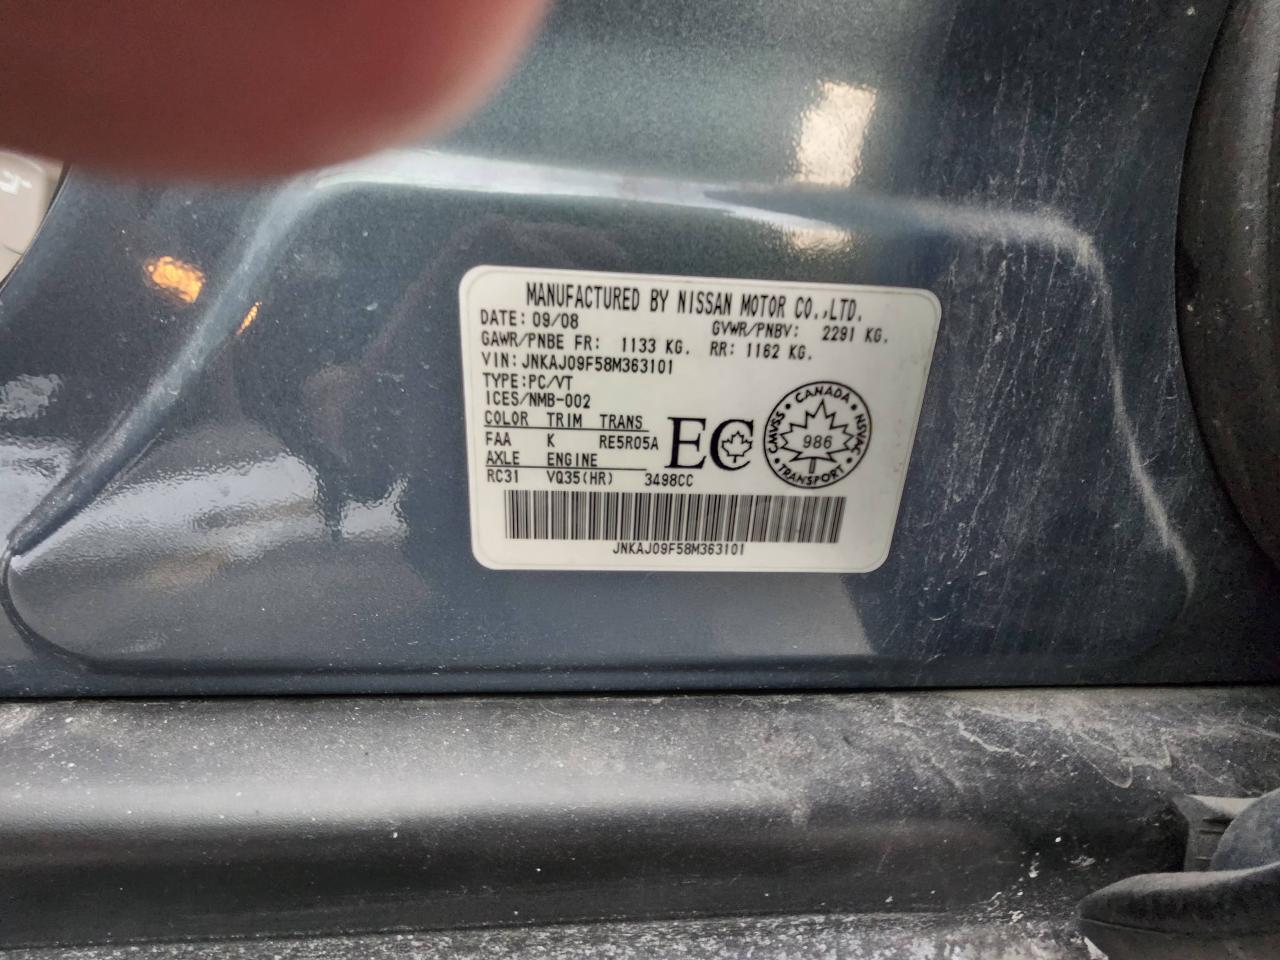 MANUFACTURED BY NISSAN MOTOR CO.,LTD.
DATE: 09/08 GVWR/PNBV: 2291 KG.
GAWR/PNBE FR: 1133 KG. RR: 1162 KG.
VIN: JNKAJ09F58M363101
TYPE: PC/VT
ICES/NMB-002
COLOR TRIM TRANS
FAA K RE5R05A
AXLE ENGINE
RC31 VQ35(HR) 3498CC
EC
CANADA
CMVSS 986 NSVAC
TRANSPORT
JNKAJ09F58M363101